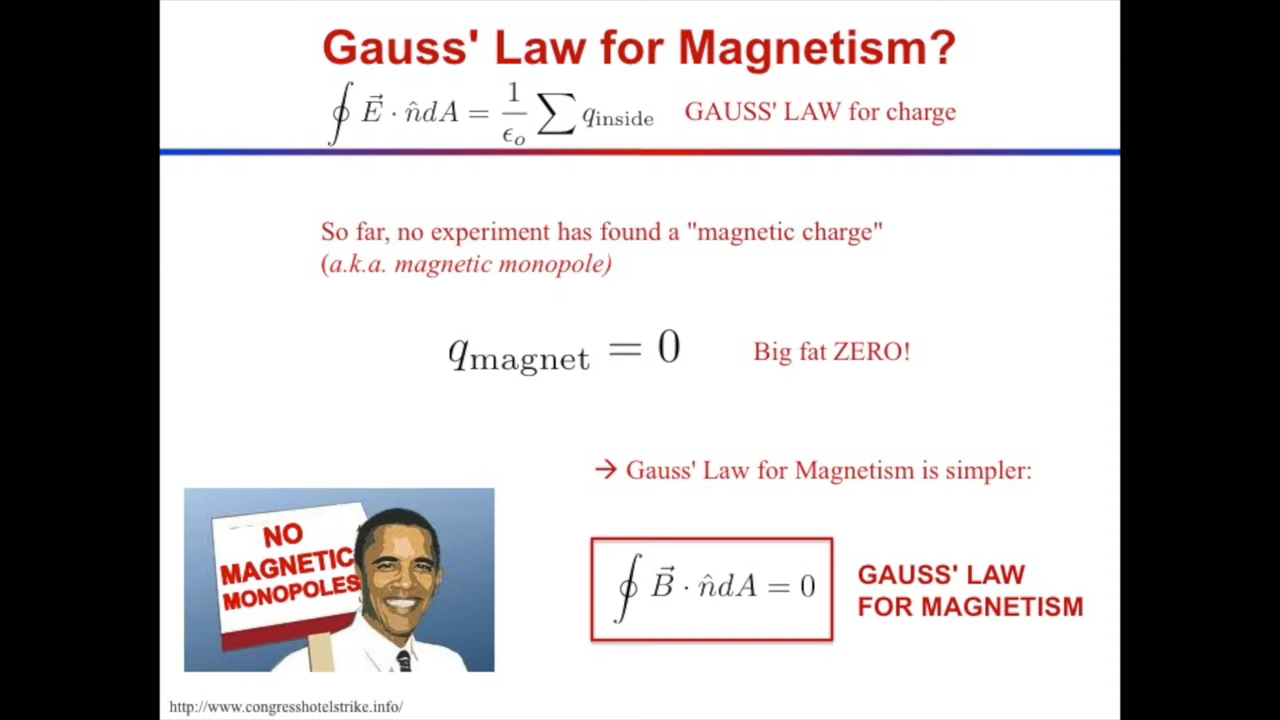 Gauss' Law for Magnetism?
∮ E⃗ · n̂dA = 1/ϵₒ ∑ q_inside GAUSS' LAW for charge
So far, no experiment has found a "magnetic charge"
(a.k.a. magnetic monopole)
q_magnet = 0 Big fat ZERO!
→ Gauss' Law for Magnetism is simpler:
∮ B⃗ · n̂dA = 0
GAUSS' LAW
FOR MAGNETISM
NO
MAGNETIC
MONOPOLES
http://www.congresshotelstrike.info/